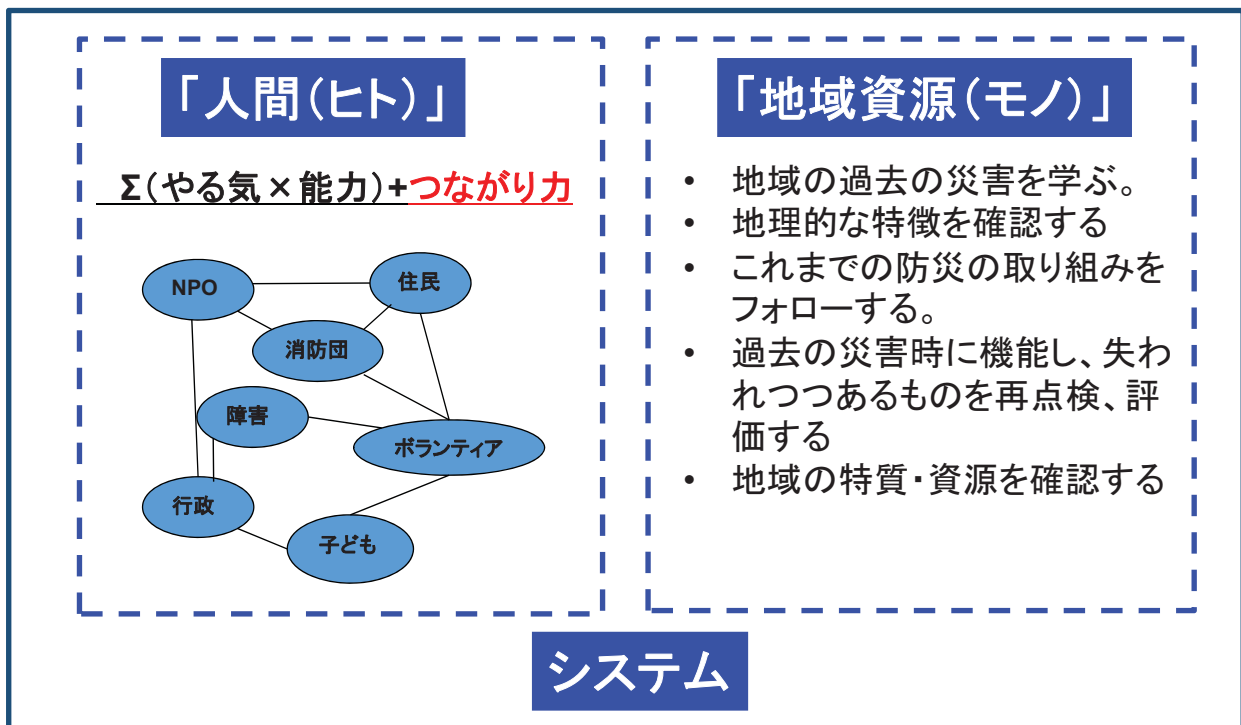 「人間(ヒト)」
Σ(やる気×能力)+つながり力
NPO
住民
消防団
障害
ボランティア
行政
子ども
「地域資源(モノ)」
• 地域の過去の災害を学ぶ。
• 地理的な特徴を確認する
• これまでの防災の取り組みを
フォローする。
• 過去の災害時に機能し、失わ
れつつあるものを再点検、評
価する
• 地域の特質・資源を確認する
システム